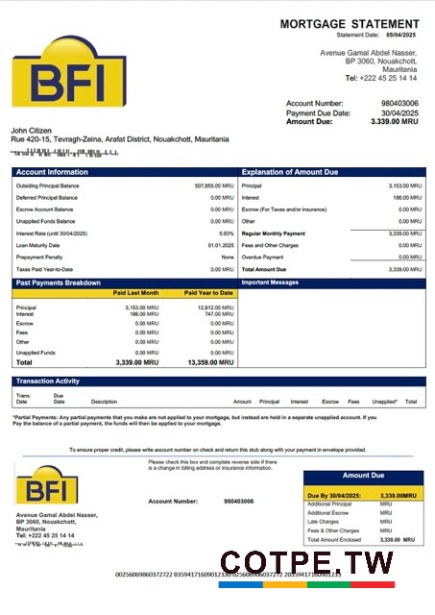 BFI
MORTGAGE STATEMENT
Statement Date: 05/04/2025
Avenue Gamal Abdel Nasser,
BP 3060, Nouakchott,
Mauritania
Tel: +222 45 25 14 14
Account Number: 980403006
Payment Due Date: 30/04/2025
Amount Due: 3.339.00 MRU
John Citizen
Rue 420-15, Tevragh-Zeina, Arafat District, Nouakchott, Mauritania
Account Information
Outsiding Principal Balance 507,855.00 MRU
Deferred Principal Balance 0.00 MRU
Escrow Account Balance 0.00 MRU
Unapplied Funds Balance 0.00 MRU
Interest Rate (until 30/04/2025)
Loan Maturity Date 01.01.2025
Prepayment Penalty None
Taxes Paid Year-to-Date 0.00 MRU
Explanation of Amount Due
Principal 3,153.00 MRU
Interest 186.00 MRU
Escrow (For Taxes and/or insurance) 0.00 MRU
Other 0.00 MRU
Regular Monthly Payment 3,339.00 MRU
Fees and Other Charges 0.00 MRU
Overdue Payment 0.00 MRU
Total Amount Due 3,339.00 MRU
Past Payments Breakdown
Paid Last Month Paid Year to Date
Principal 3,153.00 MRU 12,612.00 MRU
Interest 186.00 MRU 747.00 MRU
Escrow 0.00 MRU 0.00 MRU
Fees 0.00 MRU 0.00 MRU
Other 0.00 MRU 0.00 MRU
Unapplied Funds 0.00 MRU 0.00 MRU
Total 3,339.00 MRU 13,359.00 MRU
Important Messages
Transaction Activity
Trans. Date Due Date Description Amount Principal Interest Escrow Fees Unapplied* Total
*Partial Payments: Any partial payments that you make are not applied to your mortgage, but instead are held in a separate unapplied account. If you
Pay the balance of a partial payment, the funds will then be applied to your mortgage.
To ensure proper credit, please write account number on check and return this stub along with your payment in envelope provided.
BFI
Please check this box and complete reverse side if there
is a change in billing address or insurance information.
Account Number: 980403006
Avenue Gamal Abdel Nasser,
BP 3060, Nouakchott,
Mauritania
Tel: +222 45 25 14 14
Amount Due
Due By 30/04/2025: 3,339.00MRU
Additional Principal MRU
Additional Escrow MRU
Late Charges MRU
Fees & Other Charges MRU
Total Amount Enclosed 3,339.00 MRU
COTPE.TW